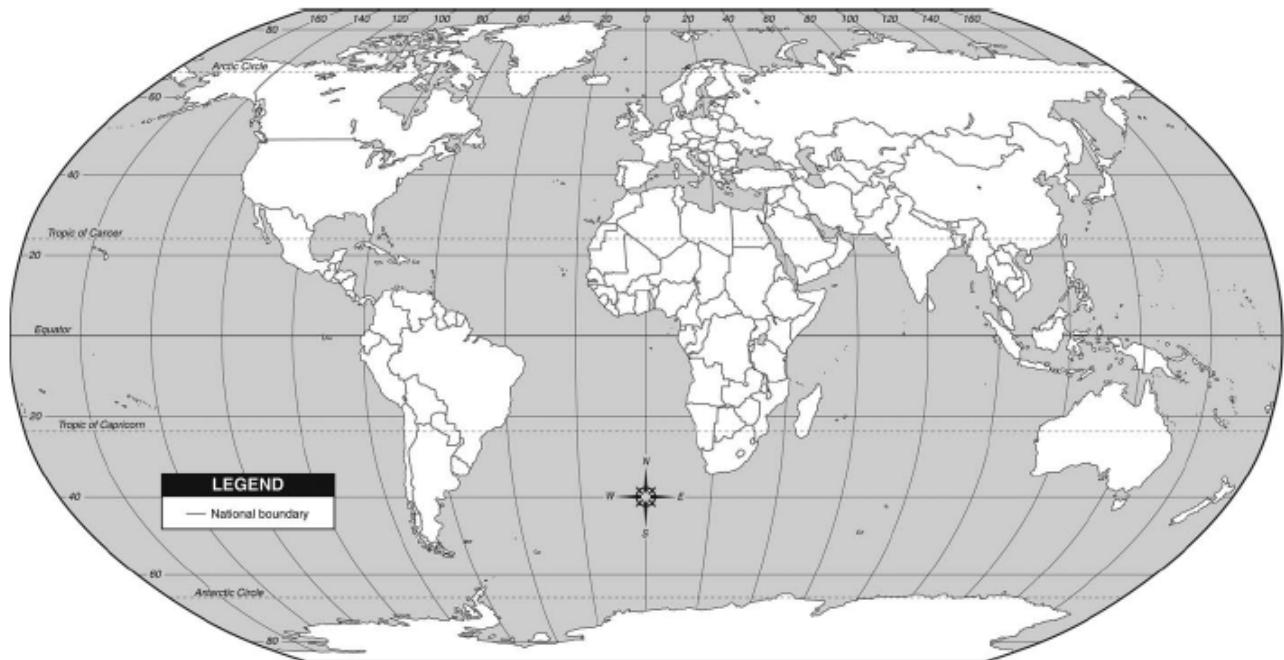 160 140 120 100 80 60 40 20 0 20 40 60 80 100 120 140 160
80
Arctic Circle
60
40
Tropic of Cancer
20
Equator
20
Tropic of Capricorn
N
W E
S
LEGEND
National boundary
40
60
Antarctic Circle
80